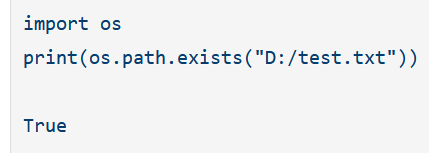 import os
print(os.path.exists("D:/test.txt"))
True